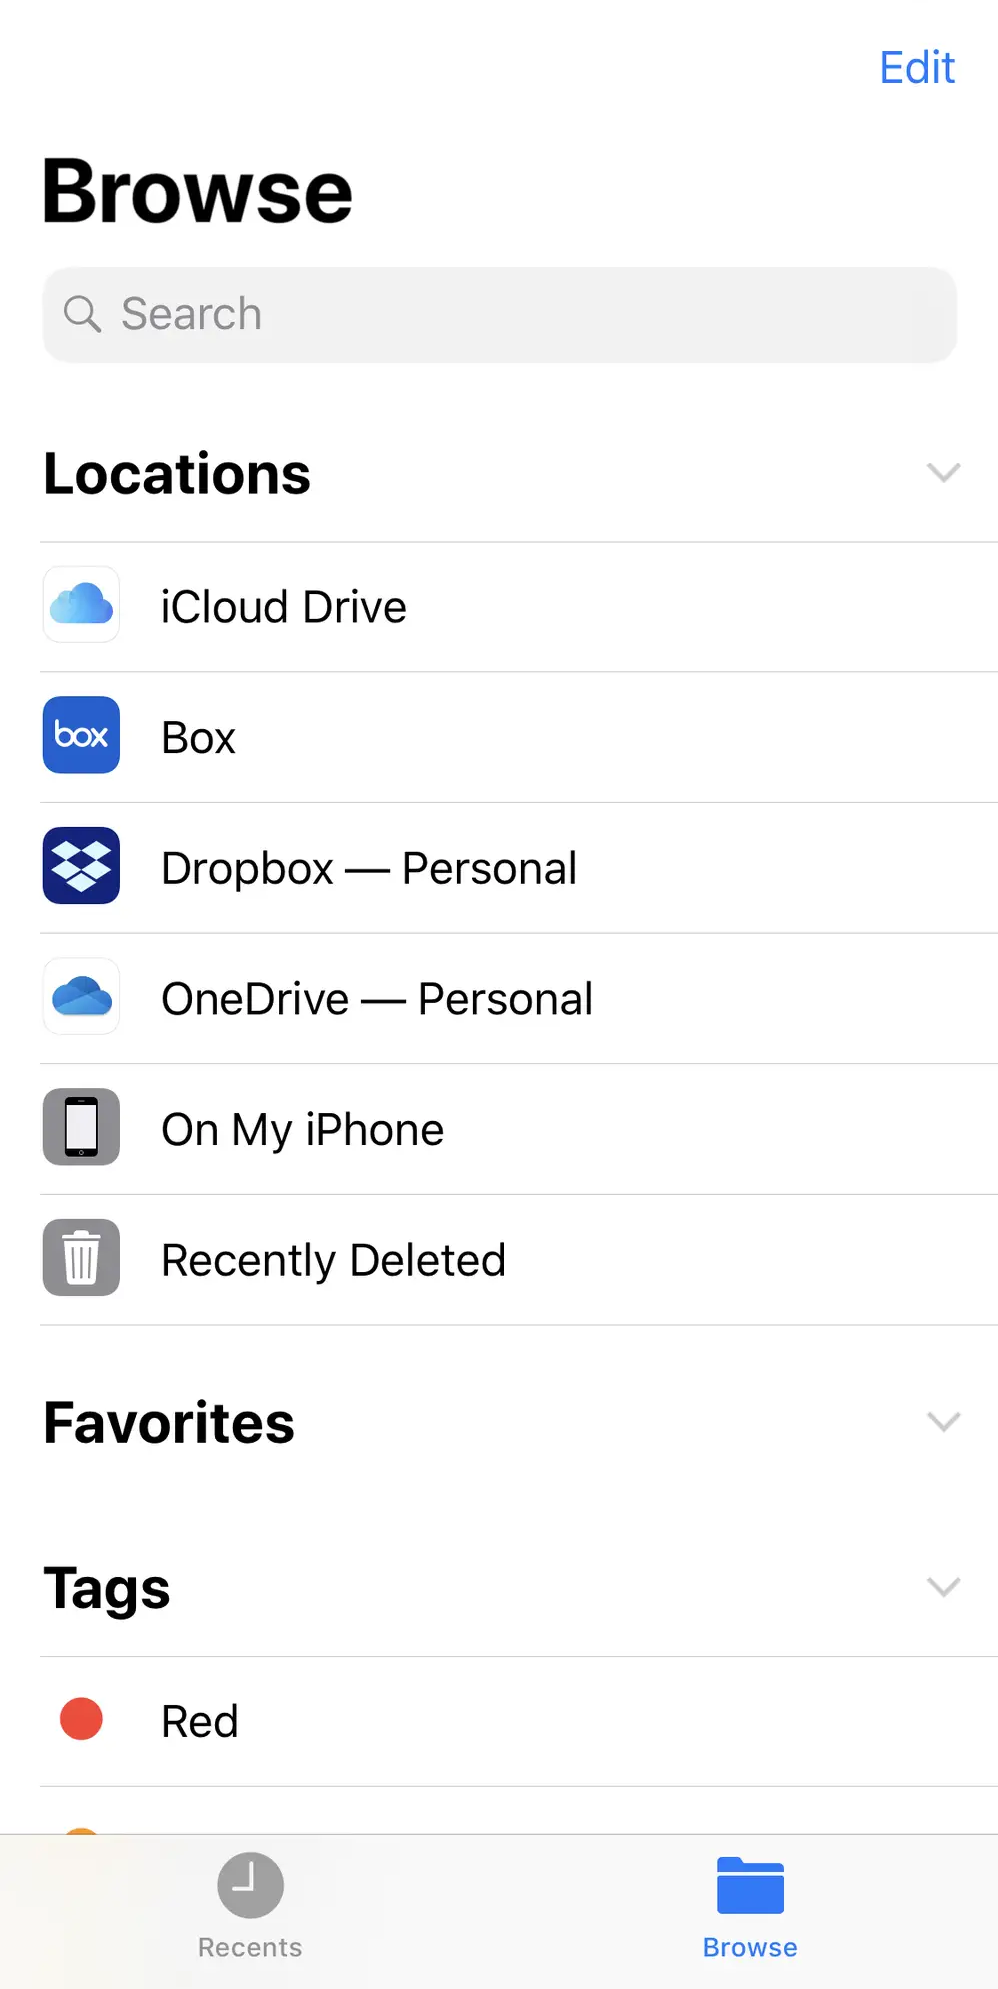 Edit
Browse
Search
Locations
iCloud Drive
box
Box
Dropbox — Personal
OneDrive — Personal
On My iPhone
Recently Deleted
Favorites
Tags
Red
Recents
Browse